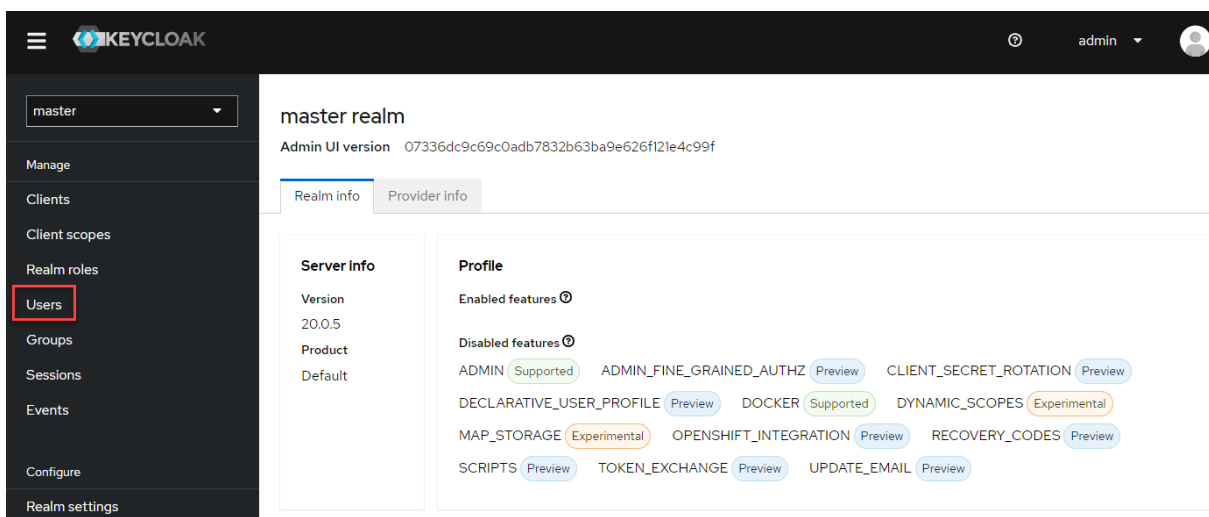 KEYCLOAK
admin
master
Manage
Clients
Client scopes
Realm roles
Users
Groups
Sessions
Events
Configure
Realm settings
master realm
Admin UI version 07336dc9c69c0adb7832b63ba9e626f121e4c99f
Realm info Provider info
Server info
Version
20.0.5
Product
Default
Profile
Enabled features
Disabled features
ADMIN Supported ADMIN_FINE_GRAINED_AUTHZ Preview CLIENT_SECRET_ROTATION Preview
DECLARATIVE_USER_PROFILE Preview DOCKER Supported DYNAMIC_SCOPES Experimental
MAP_STORAGE Experimental OPENSHIFT_INTEGRATION Preview RECOVERY_CODES Preview
SCRIPTS Preview TOKEN_EXCHANGE Preview UPDATE_EMAIL Preview